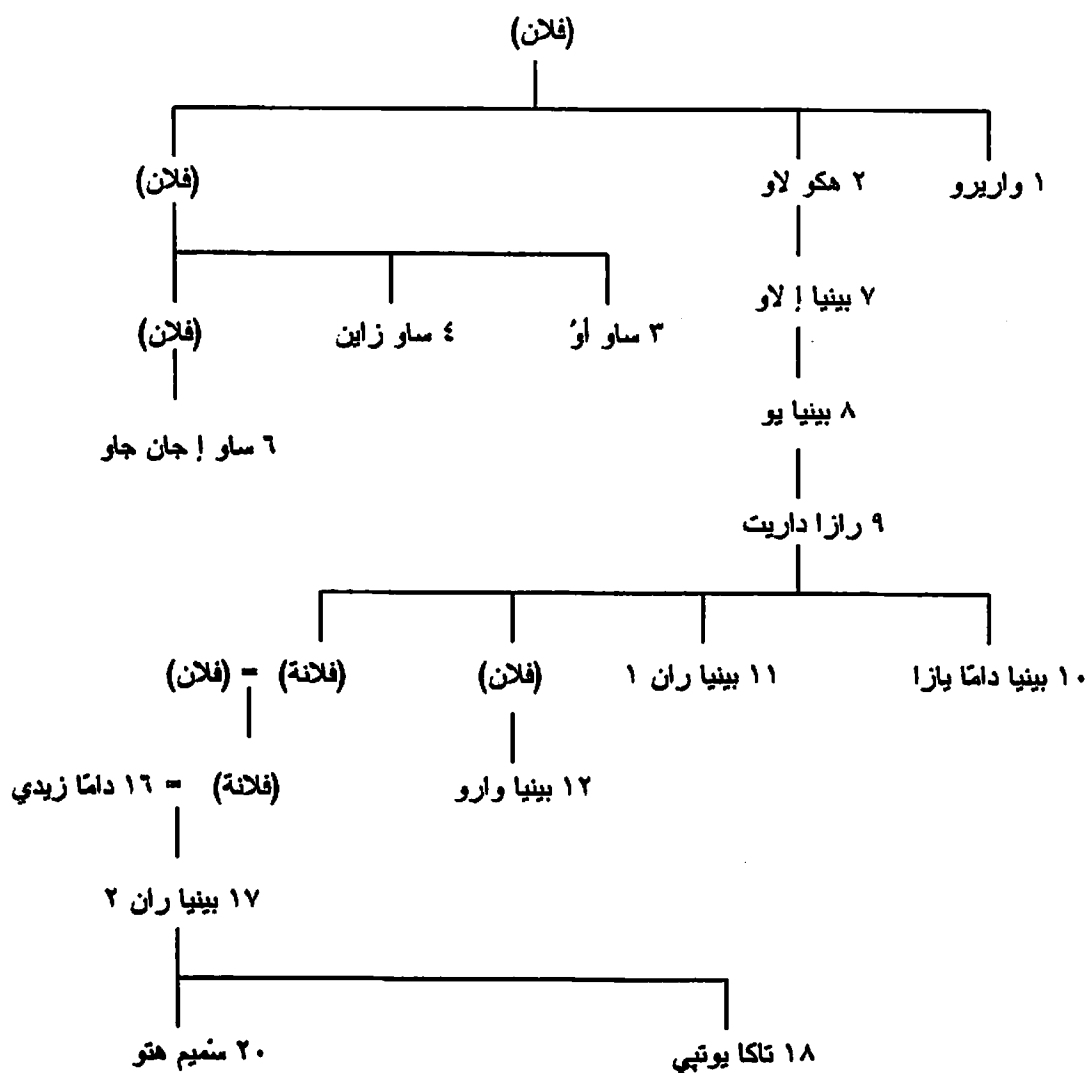 (فلان)
١ واريرو
٢ هكو لاو
(فلان)
٧ بينيا إ لاو
٣ ساو أوُ
٤ ساو زاين
(فلان)
٨ بينيا يو
٦ ساو إ جان جاو
٩ رازا داريت
١٠ بينيا دامّا يازا
١١ بينيا ران ١
(فلان)
(فلانة) = (فلان)
١٢ بينيا وارو
(فلانة) = ١٦ دامّا زيدي
١٧ بينيا ران ٢
١٨ تاكا يوتبي
٢٠ سْميم هتو